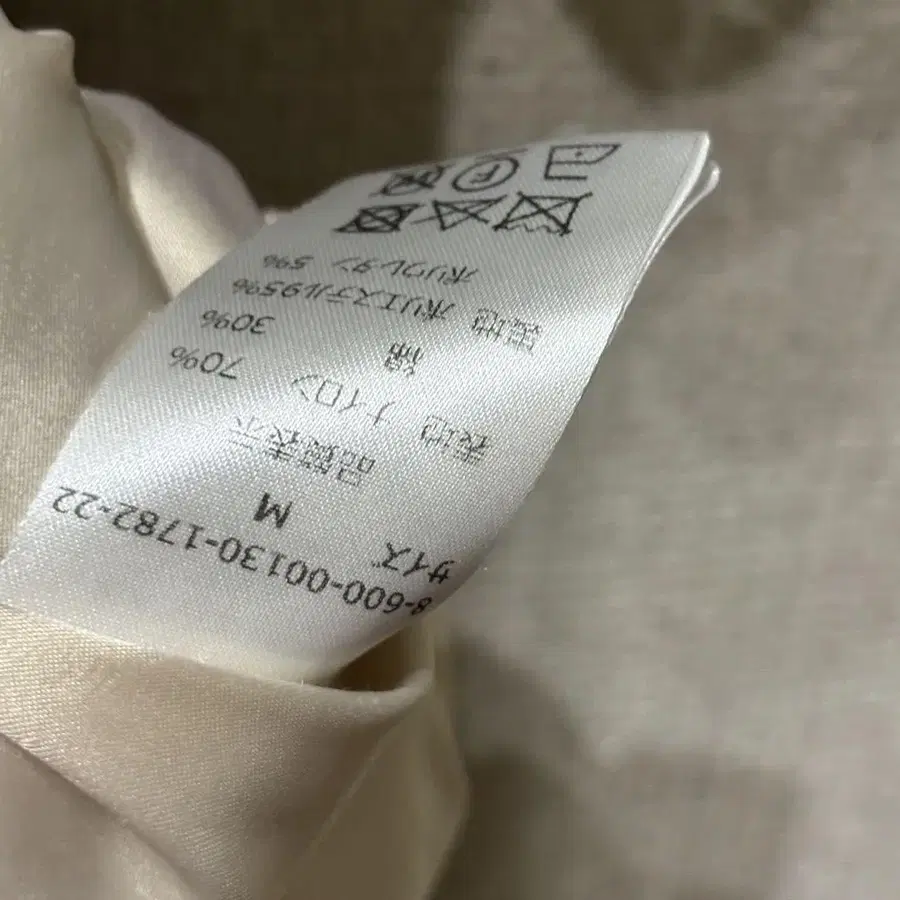 8-600-00130-1782-22
サイズ
M
品質表示
表地 ナイロン 70%
綿 30%
裏地 ポリエステル95%
ポリウレタン 5%
F